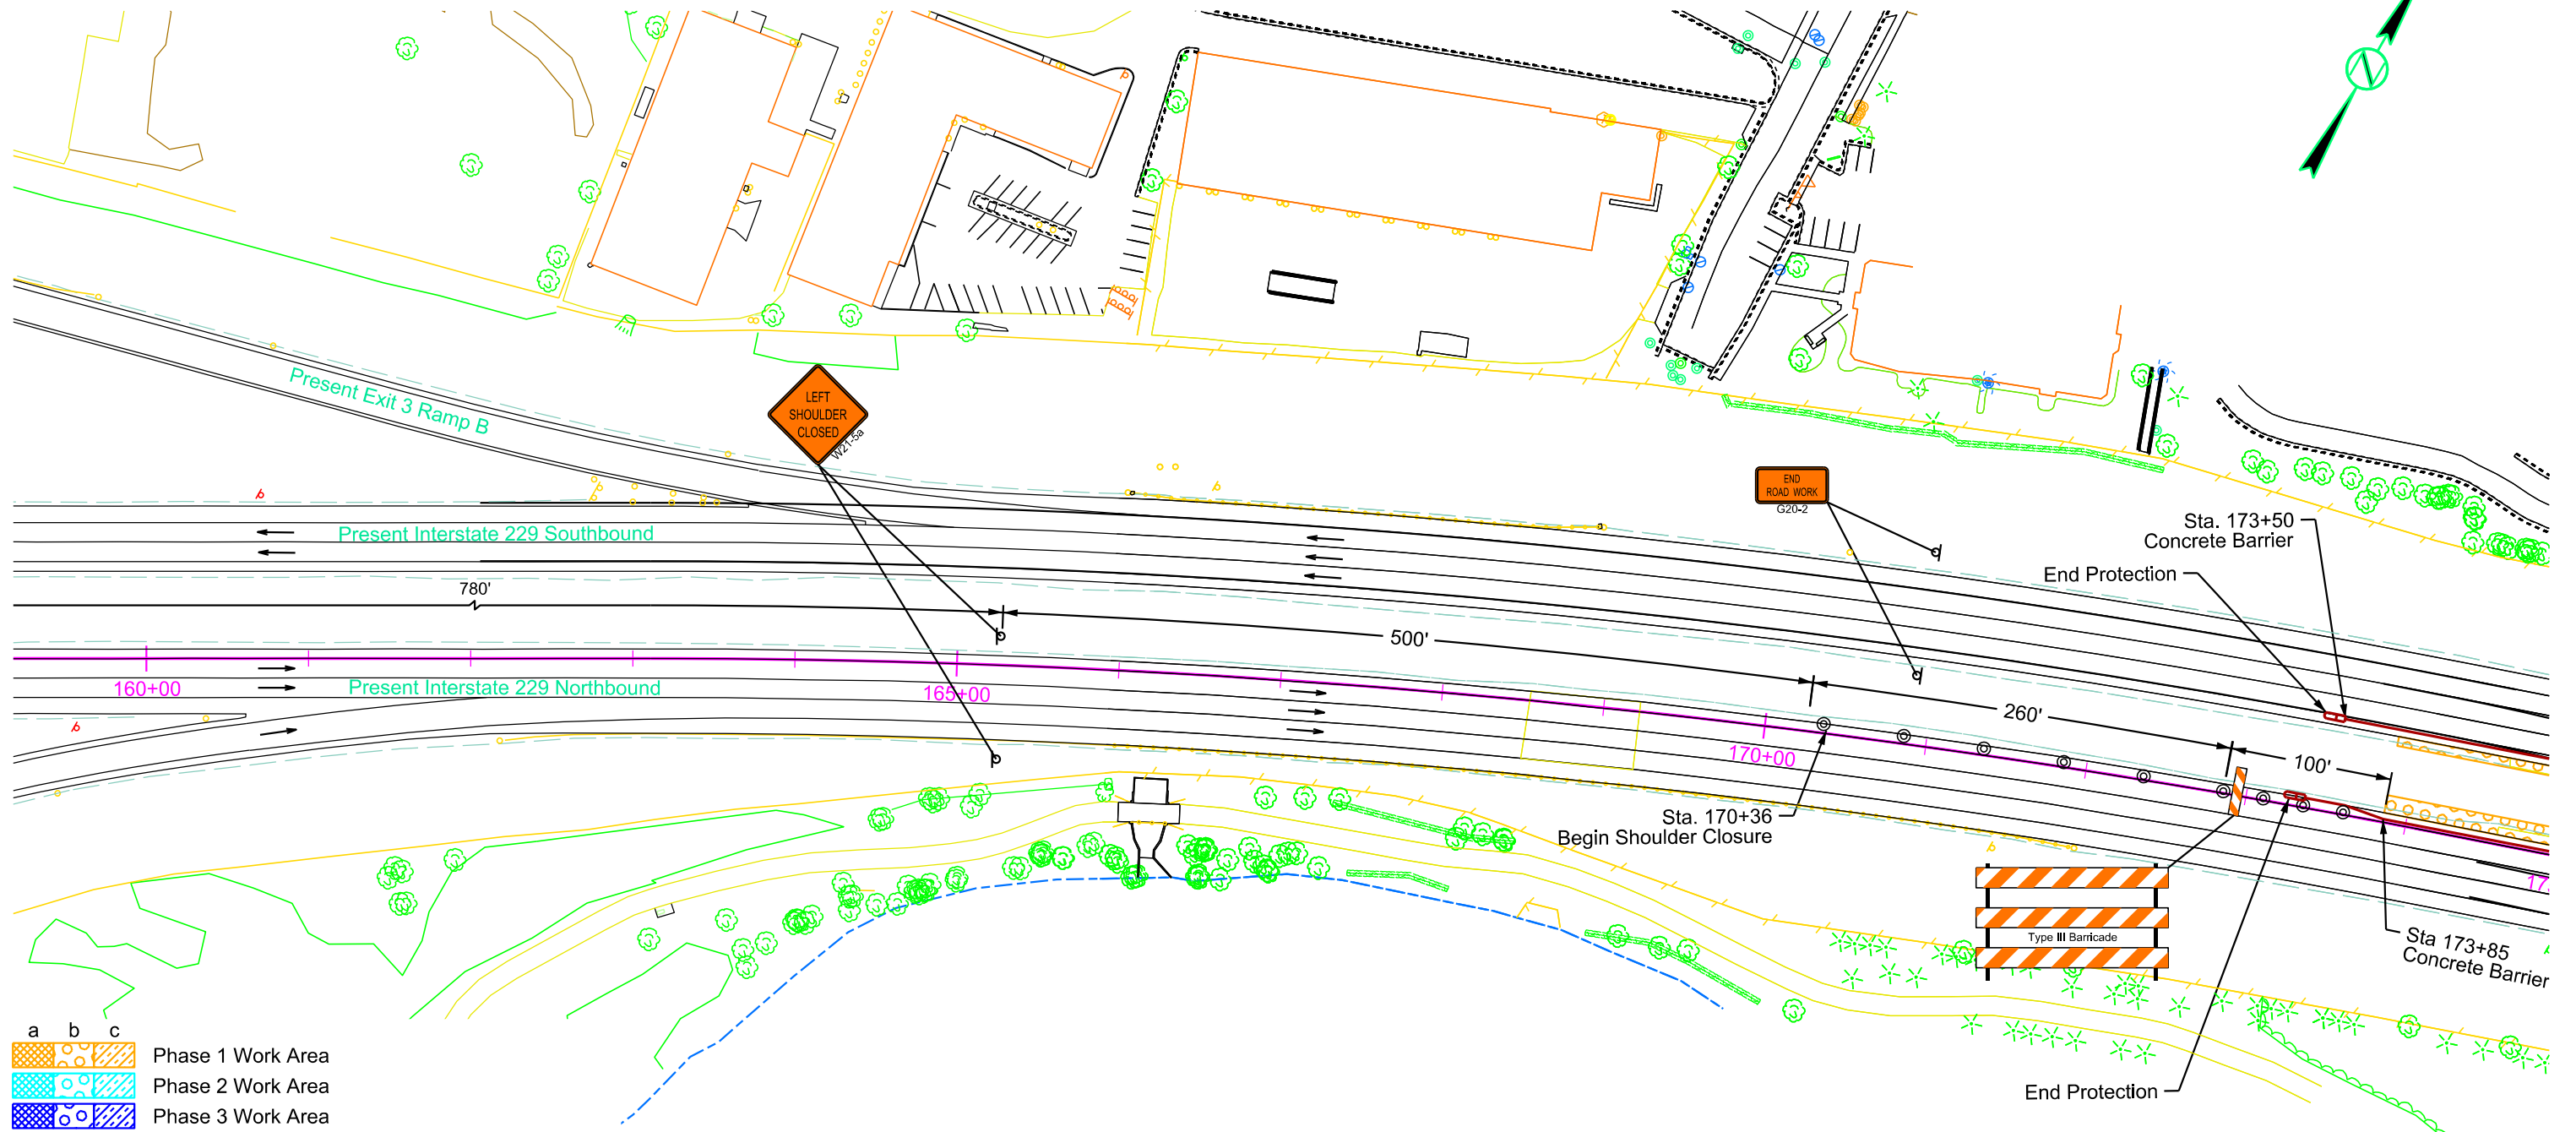 Present Exit 3 Ramp B
LEFT
SHOULDER
CLOSED
W21-5a
END
ROAD WORK
G20-2
Sta. 173+50
Concrete Barrier
End Protection
Present Interstate 229 Southbound
780'
500'
260'
100'
160+00
Present Interstate 229 Northbound
165+00
170+00
Sta. 170+36
Begin Shoulder Closure
Type III Barricade
Sta 173+85
Concrete Barrier
End Protection
a b c
Phase 1 Work Area
Phase 2 Work Area
Phase 3 Work Area